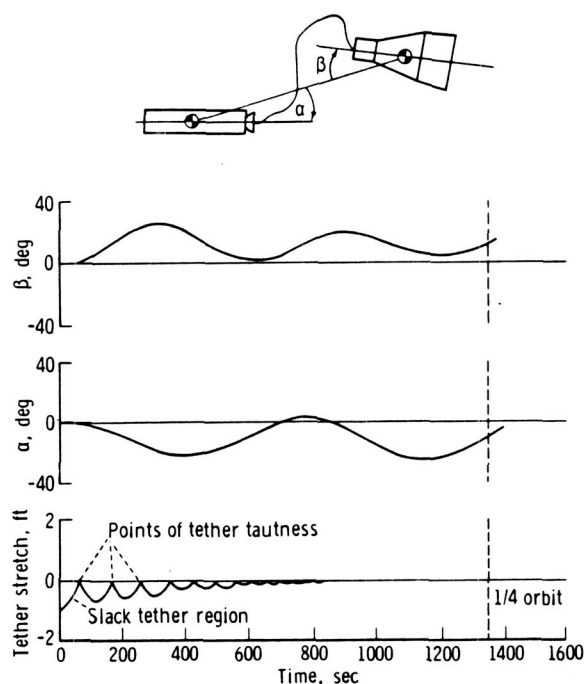 β
α
40
0
-40
β, deg
40
0
-40
α, deg
2
0
-2
Tether stretch, ft
Points of tether tautness
Slack tether region
1/4 orbit
0 200 400 600 800 1000 1200 1400 1600
Time, sec